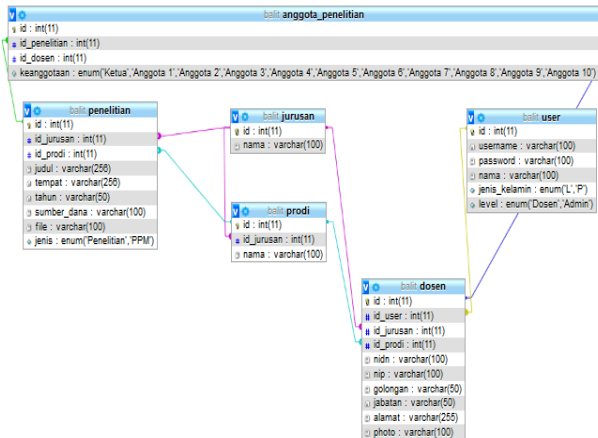 balit anggota_penelitian
id : int(11)
id_penelitian : int(11)
id_dosen : int(11)
keanggotaan : enum('Ketua','Anggota 1','Anggota 2','Anggota 3','Anggota 4','Anggota 5','Anggota 6','Anggota 7','Anggota 8','Anggota 9','Anggota 10')
balit penelitian
id : int(11)
id_jurusan : int(11)
id_prodi : int(11)
judul : varchar(256)
tempat : varchar(256)
tahun : varchar(50)
sumber_dana : varchar(100)
file : varchar(100)
jenis : enum('Penelitian','PPM')
balit jurusan
id : int(11)
nama : varchar(100)
balit prodi
id : int(11)
id_jurusan : int(11)
nama : varchar(100)
balit user
id : int(11)
username : varchar(100)
password : varchar(100)
nama : varchar(100)
jenis_kelamin : enum('L','P')
level : enum('Dosen','Admin')
balit dosen
id : int(11)
id_user : int(11)
id_jurusan : int(11)
id_prodi : int(11)
nidn : varchar(100)
nip : varchar(100)
golongan : varchar(50)
jabatan : varchar(50)
alamat : varchar(255)
photo : varchar(100)